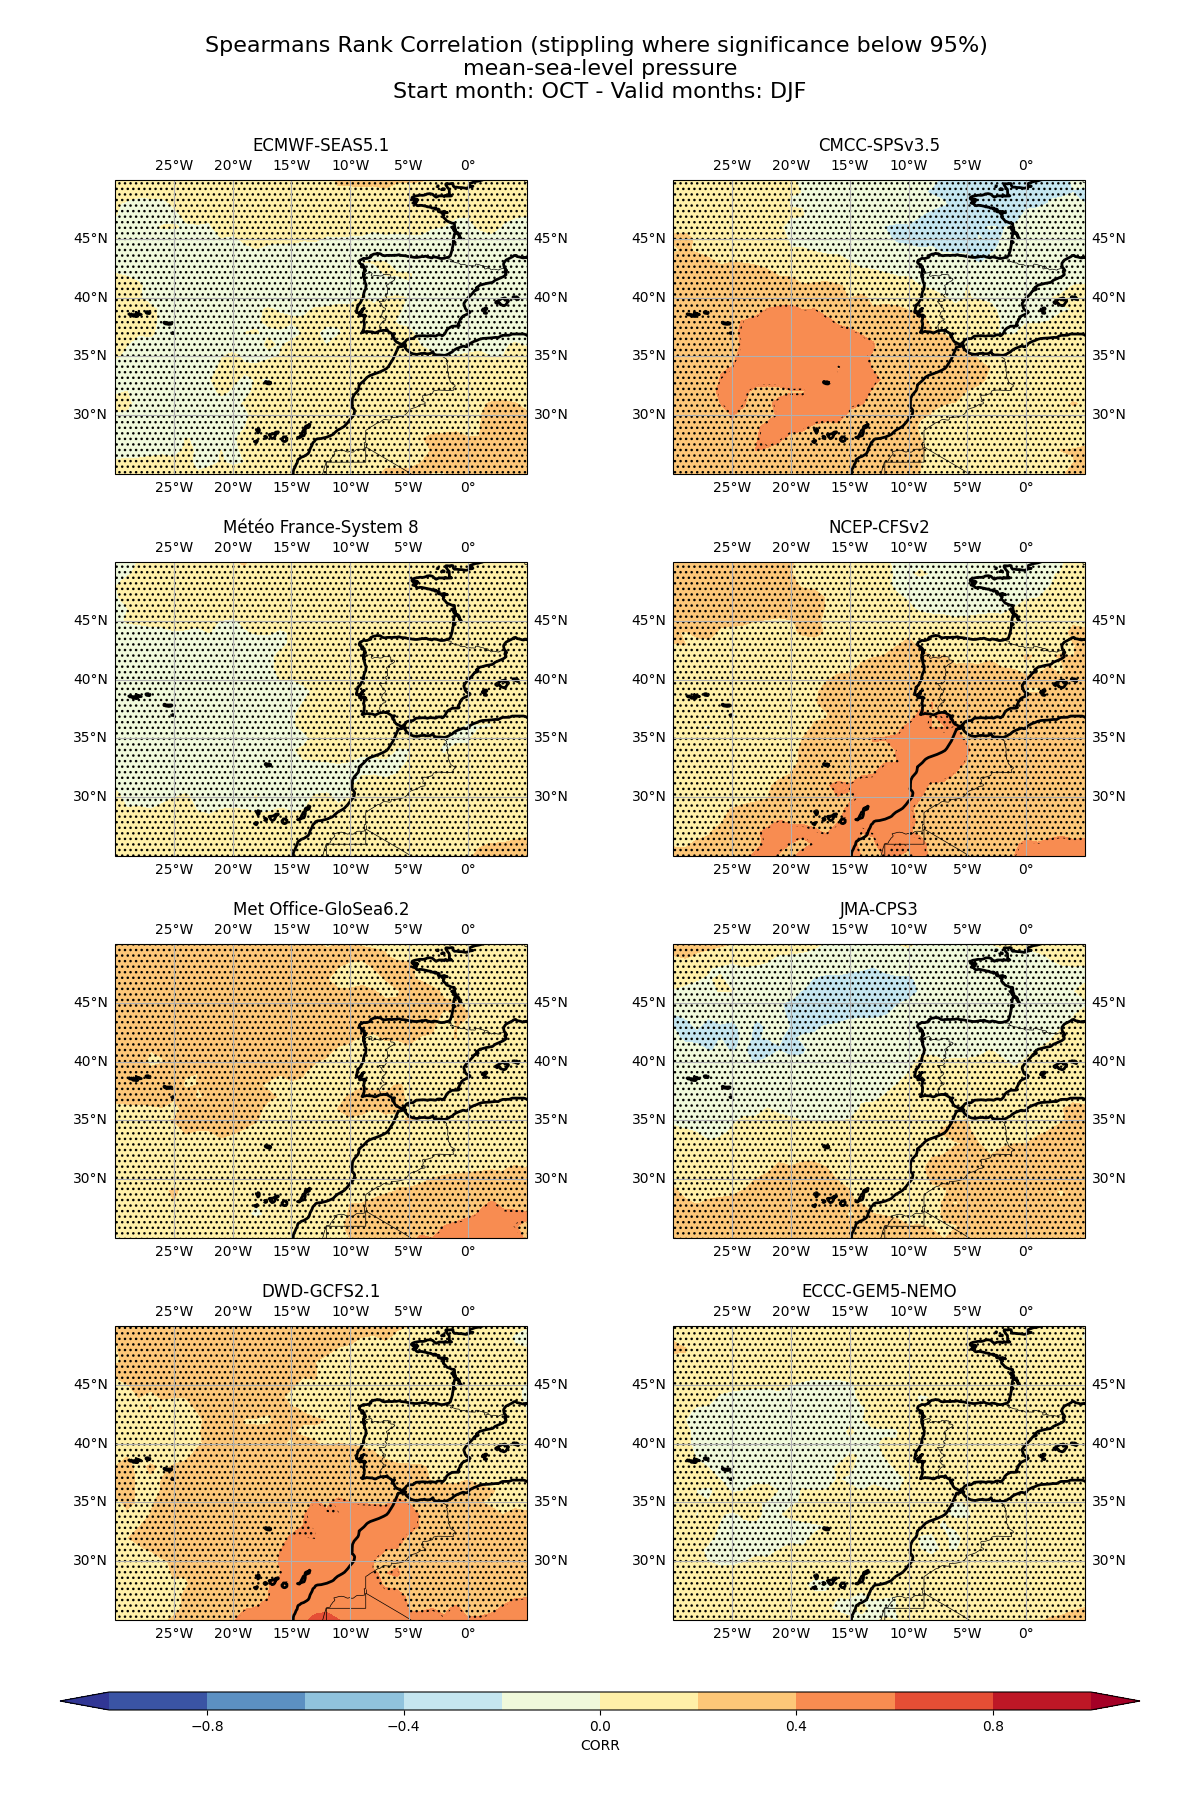 Spearmans Rank Correlation (stippling where significance below 95%)
mean-sea-level pressure
Start month: OCT - Valid months: DJF
ECMWF-SEAS5.1
25°W 20°W 15°W 10°W 5°W 0°
45°N 45°N
40°N 40°N
35°N 35°N
30°N 30°N
25°W 20°W 15°W 10°W 5°W 0°
CMCC-SPSv3.5
25°W 20°W 15°W 10°W 5°W 0°
45°N 45°N
40°N 40°N
35°N 35°N
30°N 30°N
25°W 20°W 15°W 10°W 5°W 0°
Météo France-System 8
25°W 20°W 15°W 10°W 5°W 0°
45°N 45°N
40°N 40°N
35°N 35°N
30°N 30°N
25°W 20°W 15°W 10°W 5°W 0°
NCEP-CFSv2
25°W 20°W 15°W 10°W 5°W 0°
45°N 45°N
40°N 40°N
35°N 35°N
30°N 30°N
25°W 20°W 15°W 10°W 5°W 0°
Met Office-GloSea6.2
25°W 20°W 15°W 10°W 5°W 0°
45°N 45°N
40°N 40°N
35°N 35°N
30°N 30°N
25°W 20°W 15°W 10°W 5°W 0°
JMA-CPS3
25°W 20°W 15°W 10°W 5°W 0°
45°N 45°N
40°N 40°N
35°N 35°N
30°N 30°N
25°W 20°W 15°W 10°W 5°W 0°
DWD-GCFS2.1
25°W 20°W 15°W 10°W 5°W 0°
45°N 45°N
40°N 40°N
35°N 35°N
30°N 30°N
25°W 20°W 15°W 10°W 5°W 0°
ECCC-GEM5-NEMO
25°W 20°W 15°W 10°W 5°W 0°
45°N 45°N
40°N 40°N
35°N 35°N
30°N 30°N
25°W 20°W 15°W 10°W 5°W 0°
−0.8 −0.4 0.0 0.4 0.8
CORR